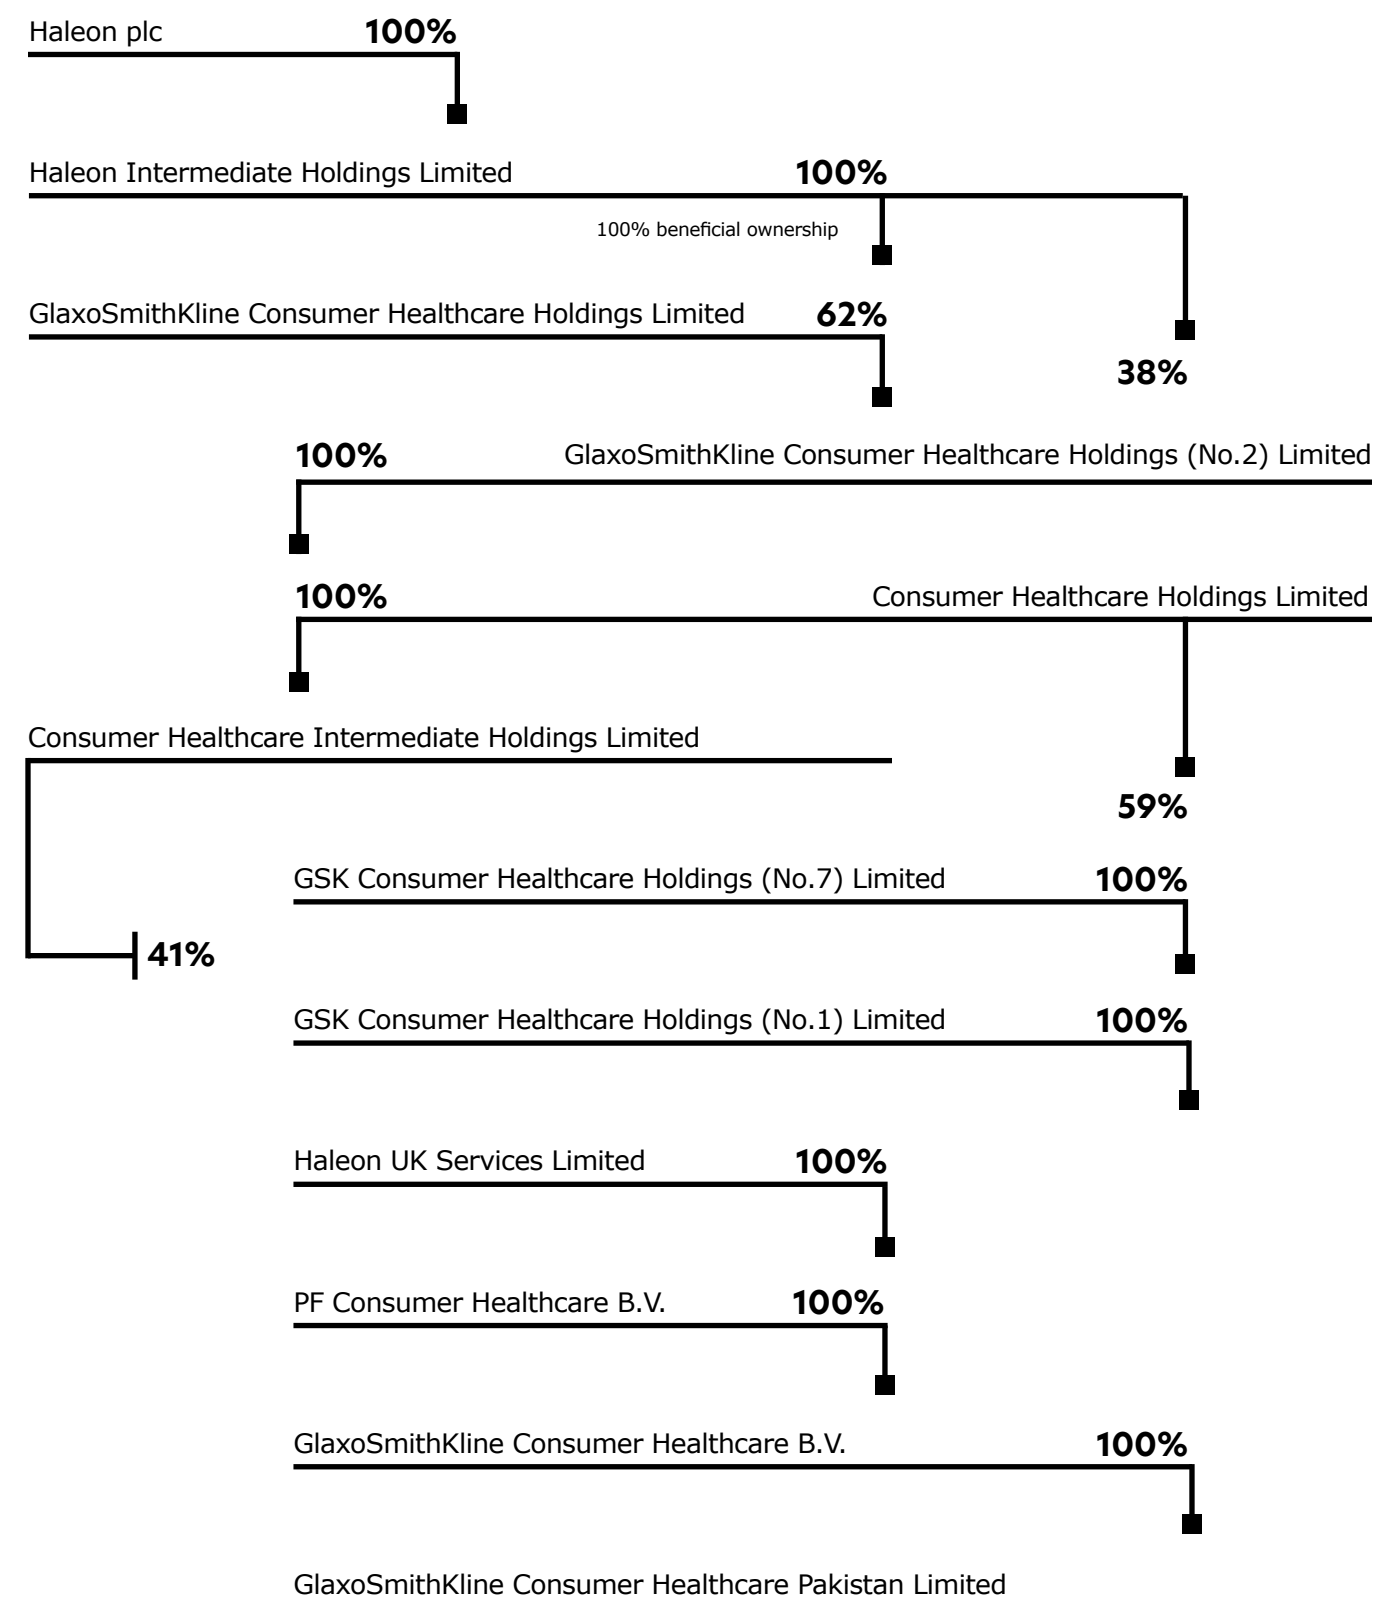 Haleon plc 100%
Haleon Intermediate Holdings Limited 100%
100% beneficial ownership
GlaxoSmithKline Consumer Healthcare Holdings Limited 62%
38%
100% GlaxoSmithKline Consumer Healthcare Holdings (No.2) Limited
100% Consumer Healthcare Holdings Limited
Consumer Healthcare Intermediate Holdings Limited
59%
GSK Consumer Healthcare Holdings (No.7) Limited 100%
41%
GSK Consumer Healthcare Holdings (No.1) Limited 100%
Haleon UK Services Limited 100%
PF Consumer Healthcare B.V. 100%
GlaxoSmithKline Consumer Healthcare B.V. 100%
GlaxoSmithKline Consumer Healthcare Pakistan Limited